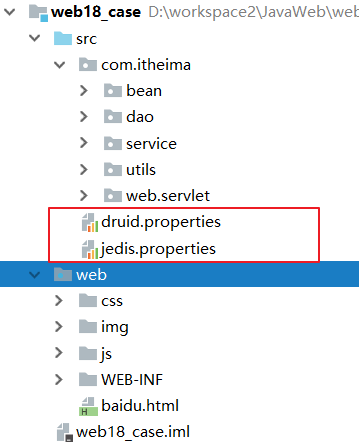 web18_case D:\workspace2\JavaWeb\web
src
com.itheima
bean
dao
service
utils
web.servlet
druid.properties
jedis.properties
web
css
img
js
WEB-INF
baidu.html
web18_case.iml